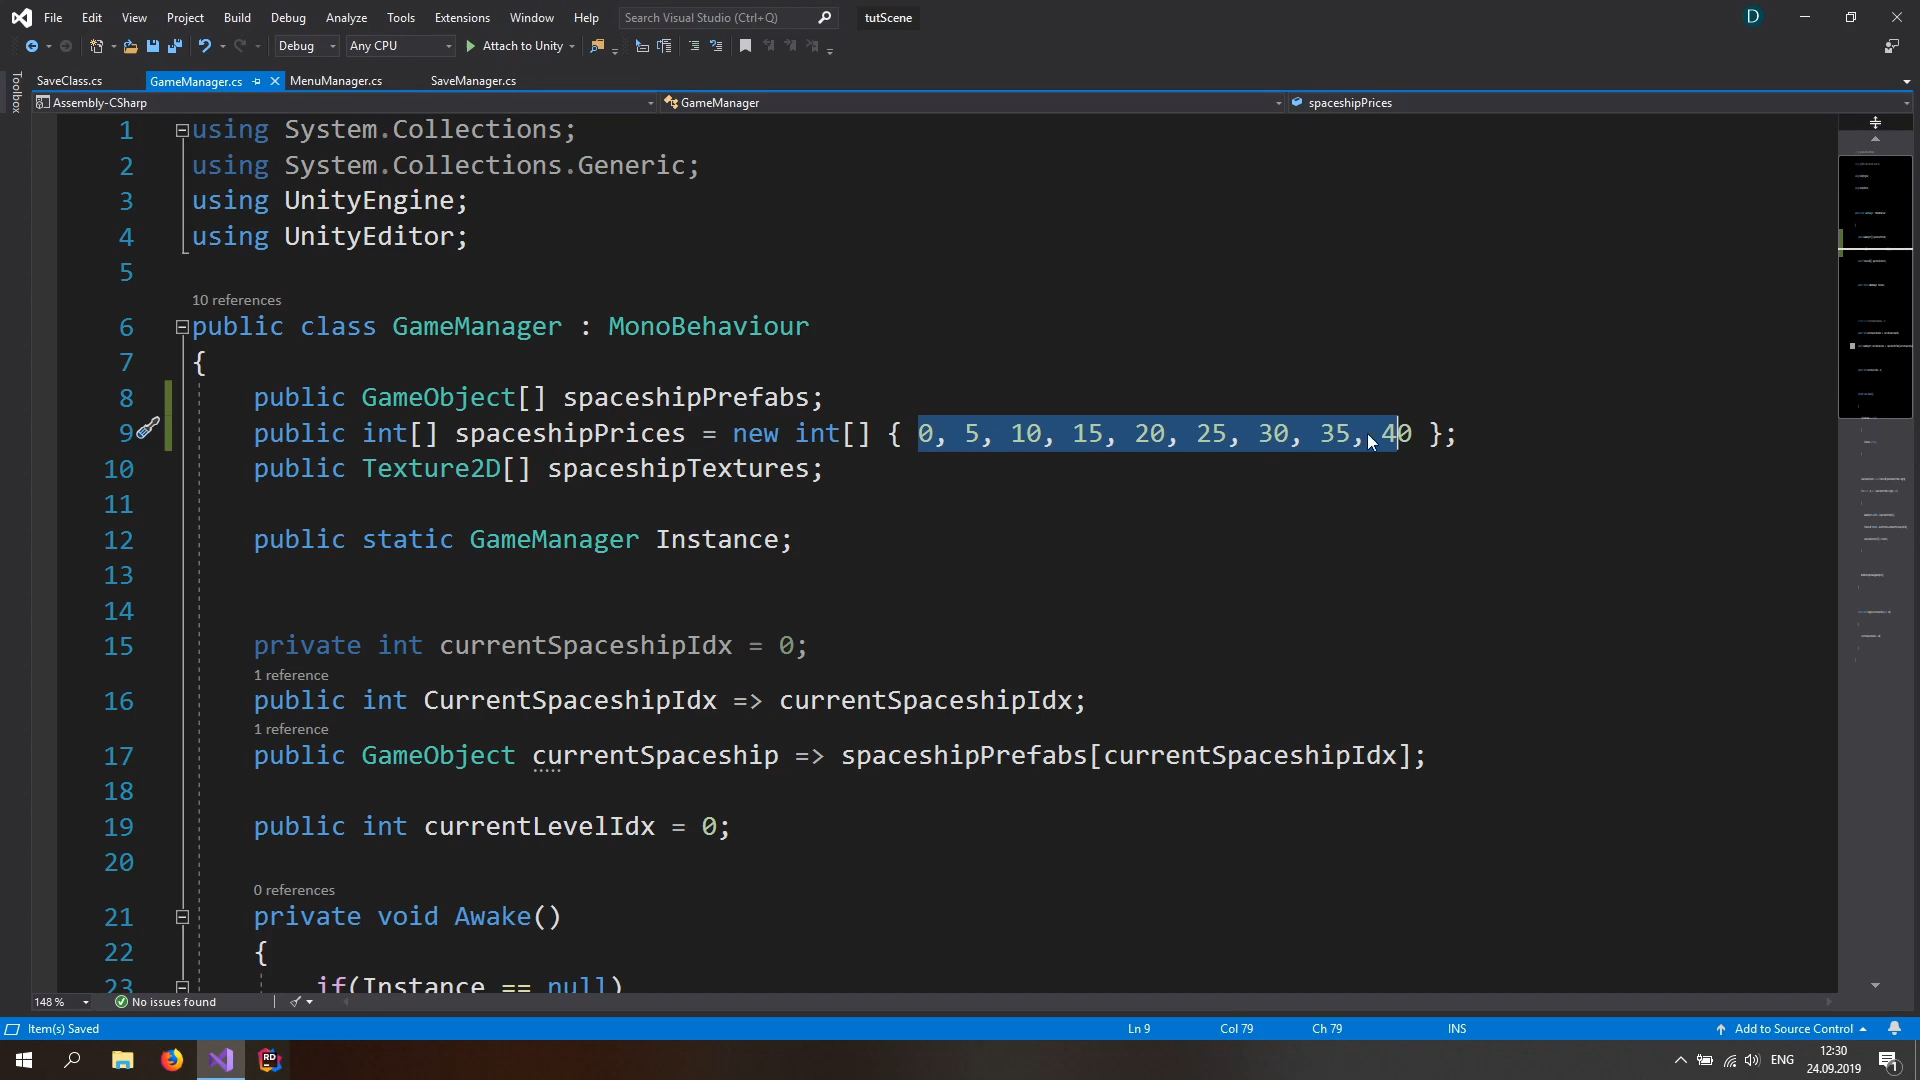 File Edit View Project Build Debug Test Analyze Tools Extensions Window Help Search Visual Studio (Ctrl+Q) tutScene D
Debug Any CPU Attach to Unity
Toolbox
SaveClass.cs GameManager.cs MenuManager.cs SaveManager.cs
Assembly-CSharp GameManager spaceshipPrices
1 using System.Collections;
2 using System.Collections.Generic;
3 using UnityEngine;
4 using UnityEditor;
5
10 references
6 public class GameManager : MonoBehaviour
7 {
8 public GameObject[] spaceshipPrefabs;
9 public int[] spaceshipPrices = new int[] { 0, 5, 10, 15, 20, 25, 30, 35, 40 };
10 public Texture2D[] spaceshipTextures;
11
12 public static GameManager Instance;
13
14
15 private int currentSpaceshipIdx = 0;
1 reference
16 public int CurrentSpaceshipIdx => currentSpaceshipIdx;
1 reference
17 public GameObject currentSpaceship => spaceshipPrefabs[currentSpaceshipIdx];
18
19 public int currentLevelIdx = 0;
20
0 references
21 private void Awake()
22 {
23 if(Instance == null)
148 % No issues found
Item(s) Saved Ln 9 Col 79 Ch 79 INS Add to Source Control
RD ENG 12:30
24.09.2019 1